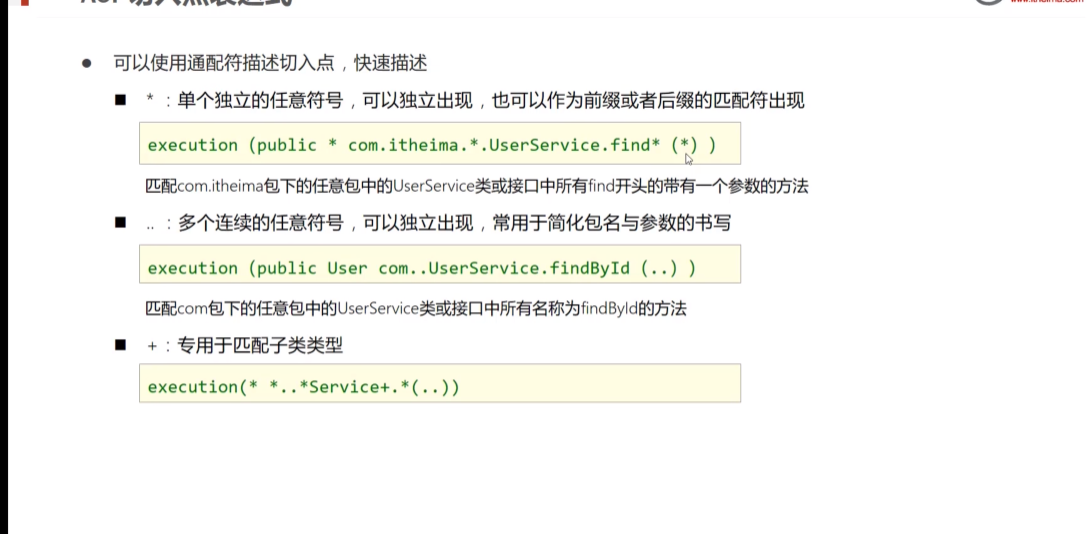 ● 可以使用通配符描述切入点，快速描述
■ * ：单个独立的任意符号，可以独立出现，也可以作为前缀或者后缀的匹配符出现
execution (public * com.itheima.*.UserService.find* (*) )
匹配com.itheima包下的任意包中的UserService类或接口中所有find开头的带有一个参数的方法
■ .. ：多个连续的任意符号，可以独立出现，常用于简化包名与参数的书写
execution (public User com..UserService.findById (..) )
匹配com包下的任意包中的UserService类或接口中所有名称为findById的方法
■ + ：专用于匹配子类类型
execution(* *..*Service+.*(..))